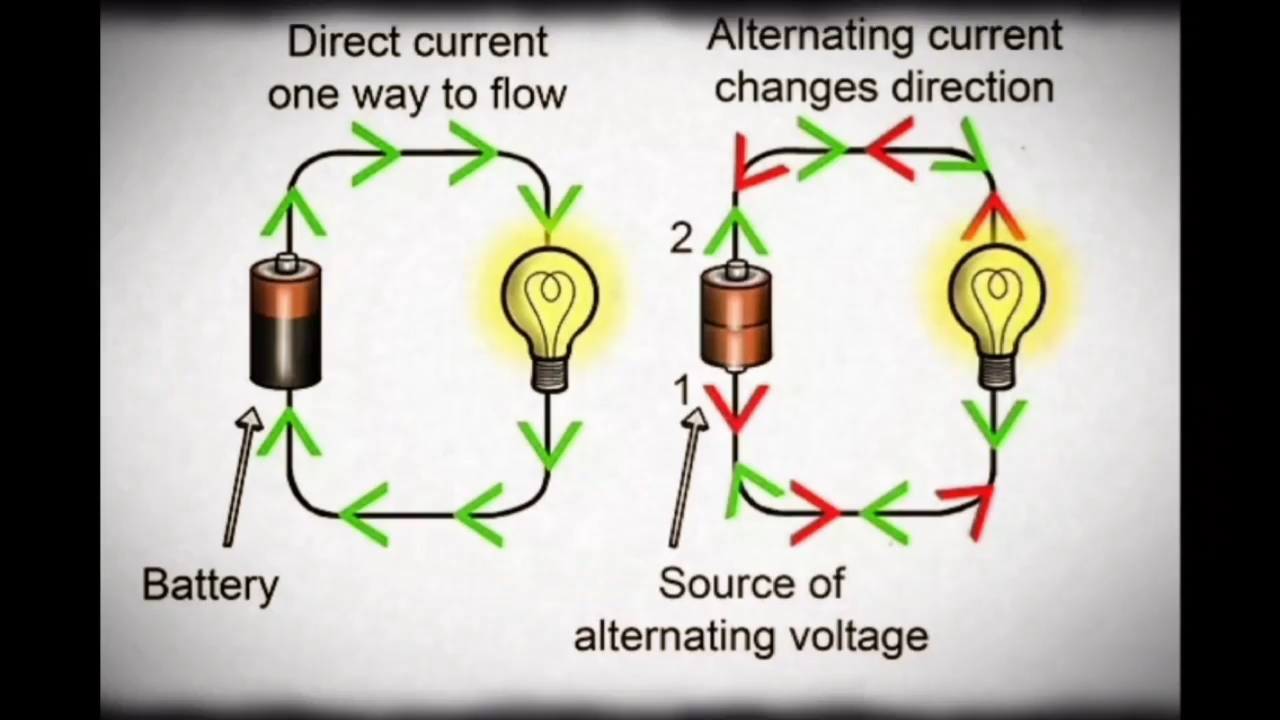 Direct current
one way to flow
Alternating current
changes direction
2
1
Battery
Source of
alternating voltage